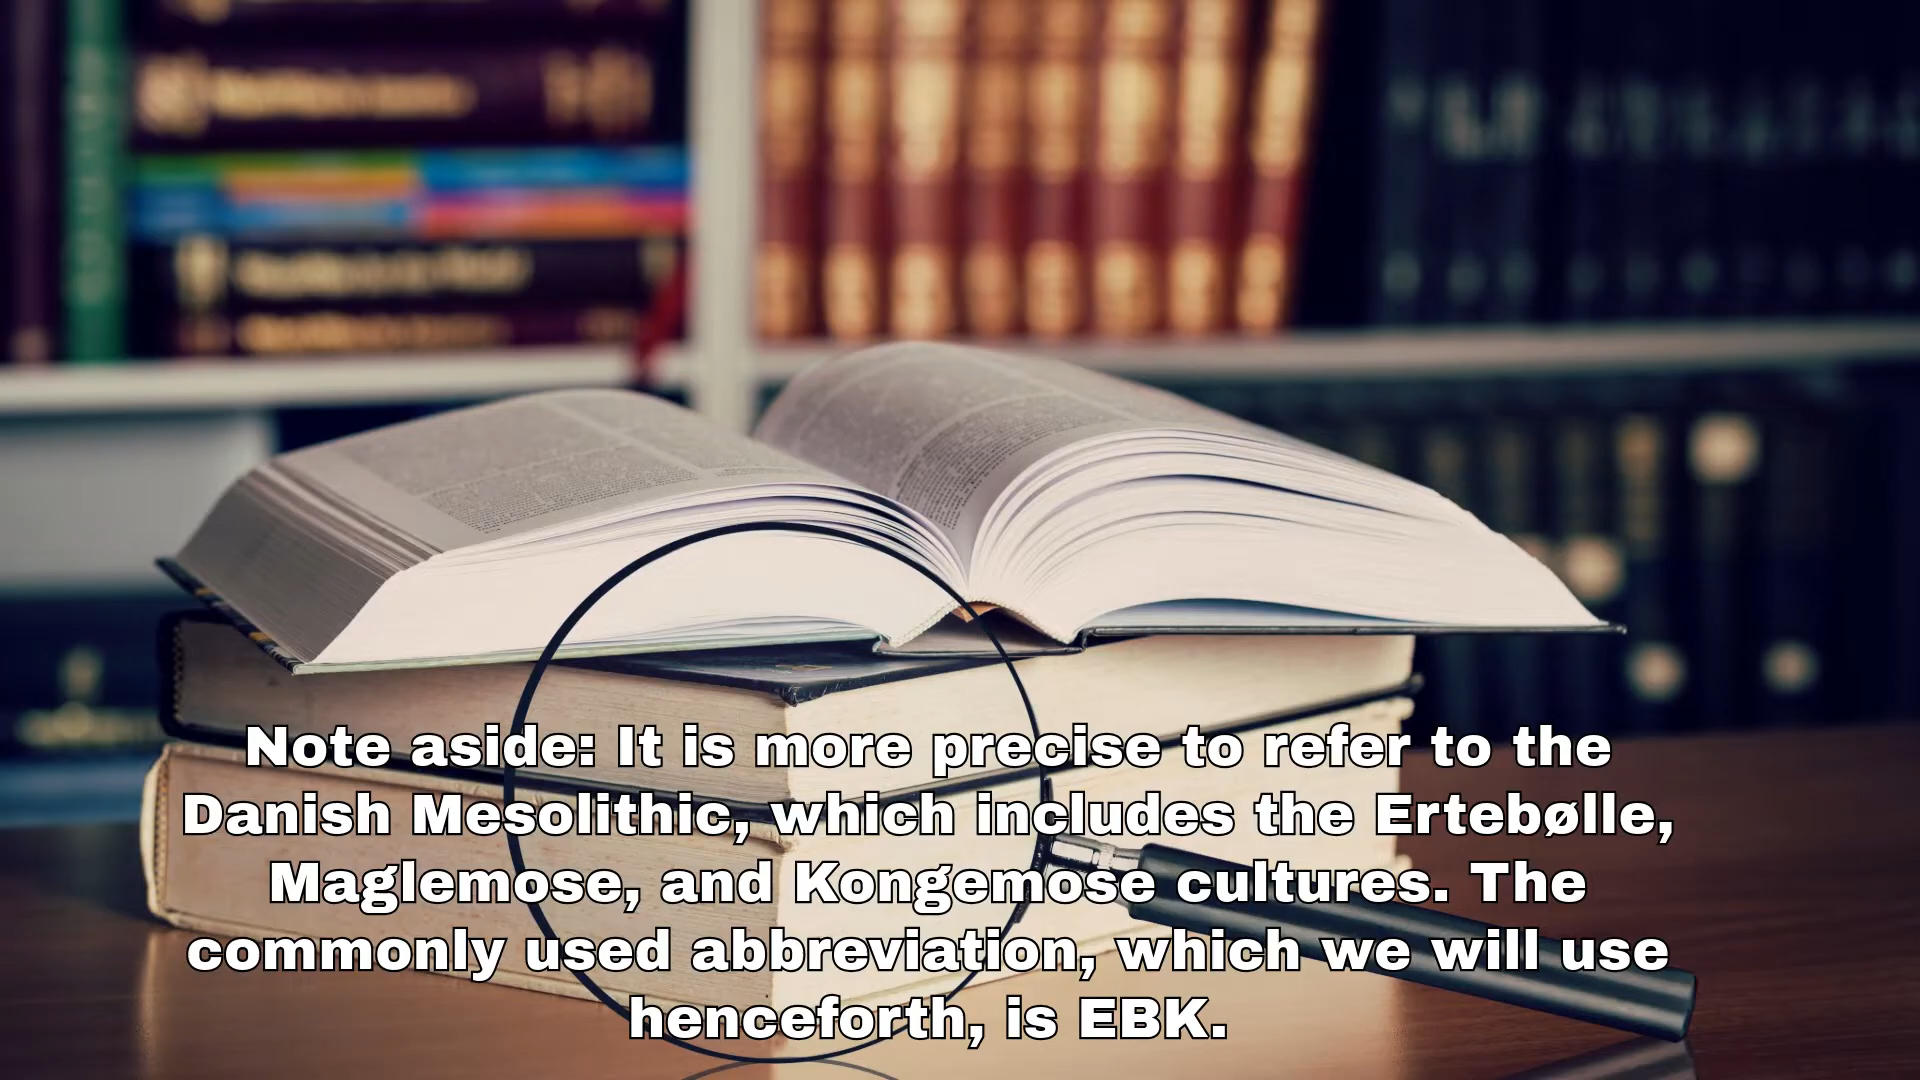 Note aside: It is more precise to refer to the
Danish Mesolithic, which includes the Ertebølle,
Maglemose, and Kongemose cultures. The
commonly used abbreviation, which we will use
henceforth, is EBK.